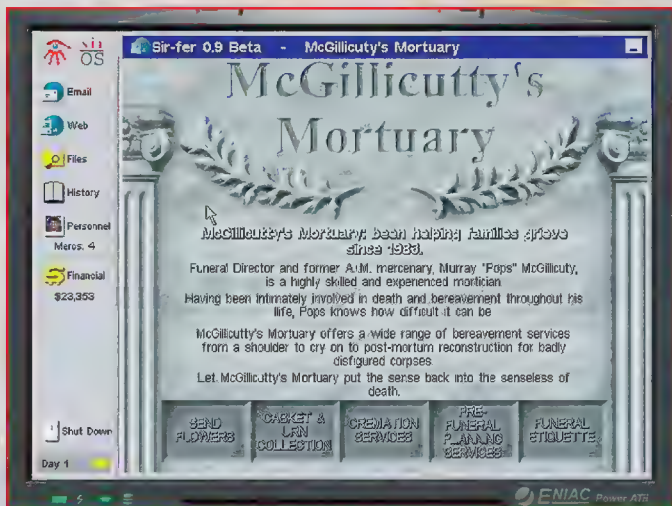 sir OS
Sir-fer 0.9 Beta - McGillicuty's Mortuary
Email
Web
Files
History
Personnel
Mercs. 4
Financial
$23,353
Shut Down
Day 1
McGillicutty's
Mortuary
McGillicutty's Mortuary: been helping families grieve
since 1983.
Funeral Director and former A.I.M. mercenary, Murray "Pops" McGillicuty,
is a highly skilled and experienced mortician.
Having been intimately involved in death and bereavement throughout his
life, Pops knows how difficult it can be
McGillicutty's Mortuary offers a wide range of bereavement services
from a shoulder to cry on to post-mortum reconstruction for badly
disfigured corpses
Let McGillicutty's Mortuary put the sense back into the senseless of
death.
SEND
FLOWERS
CASKET &
URN
COLLECTION
CREMATION
SERVICES
PRE-
FUNERAL
PLANNING
SERVICES
FUNERAL
ETIQUETTE
ENIAC Power ATii